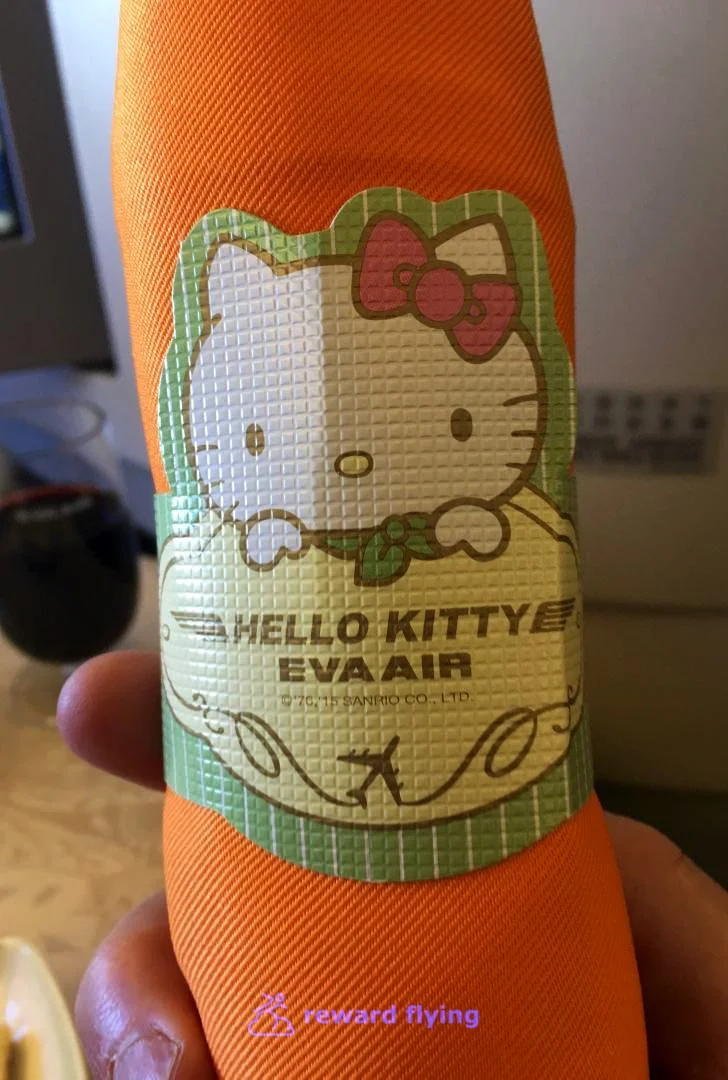 HELLO KITTY
EVA AIR
©'76,'15 SANRIO CO., LTD.
reward flying